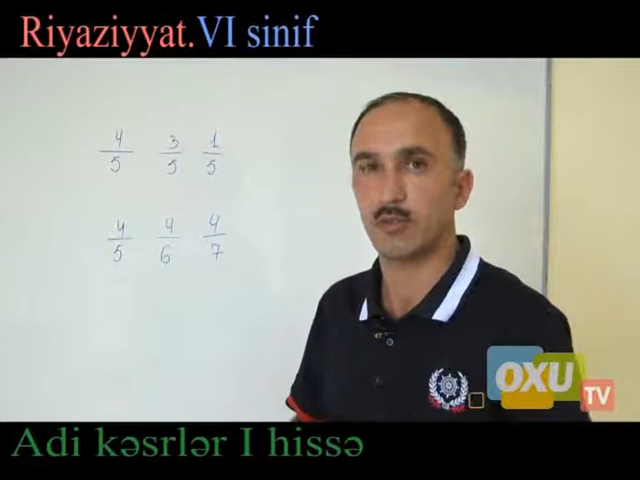 Riyaziyyat.VI sinif
4/5 3/5 1/5
4/5 4/6 4/7
OXU
TV
Adi kəsrlər I hissə